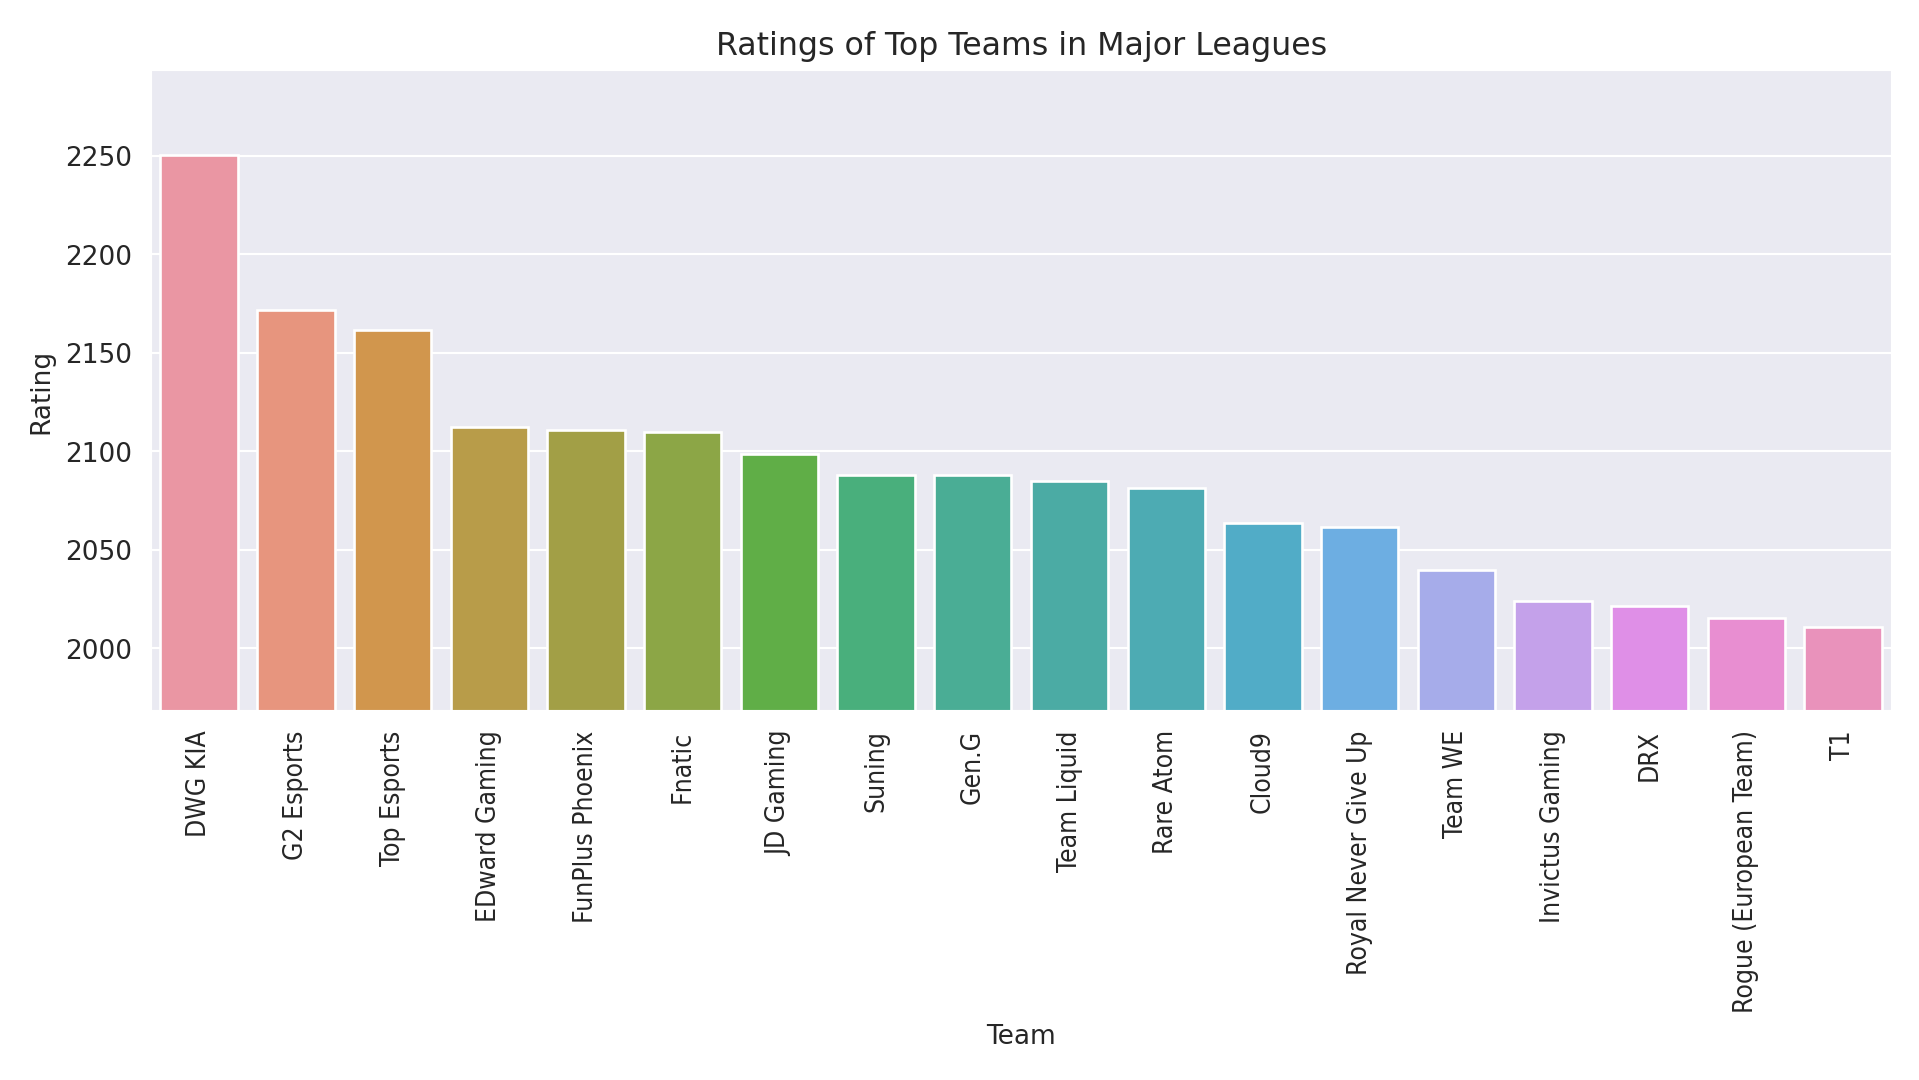 Ratings of Top Teams in Major Leagues
Rating
2250
2200
2150
2100
2050
2000
DWG KIA
G2 Esports
Top Esports
EDward Gaming
FunPlus Phoenix
Fnatic
JD Gaming
Suning
Gen.G
Team Liquid
Rare Atom
Cloud9
Royal Never Give Up
Team WE
Invictus Gaming
DRX
Rogue (European Team)
T1
Team